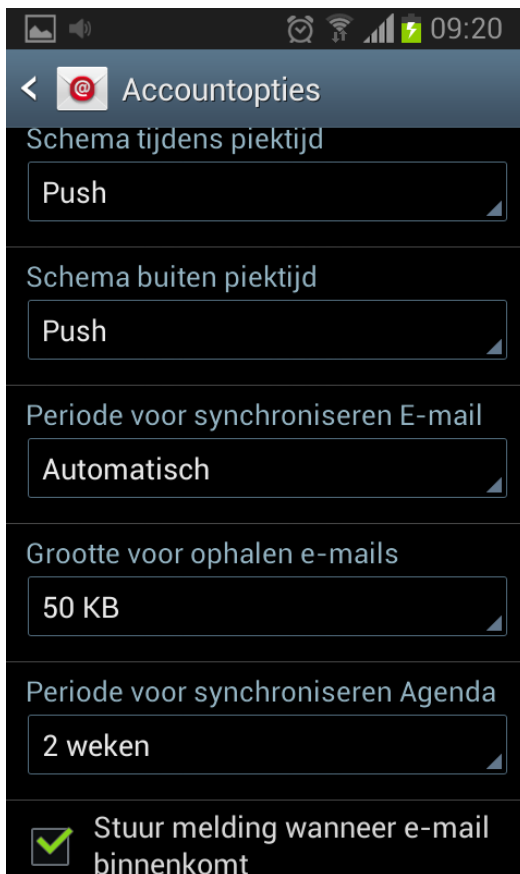 09:20
@ Accountopties
Schema tijdens piektijd
Push
Schema buiten piektijd
Push
Periode voor synchroniseren E-mail
Automatisch
Grootte voor ophalen e-mails
50 KB
Periode voor synchroniseren Agenda
2 weken
Stuur melding wanneer e-mail
binnenkomt